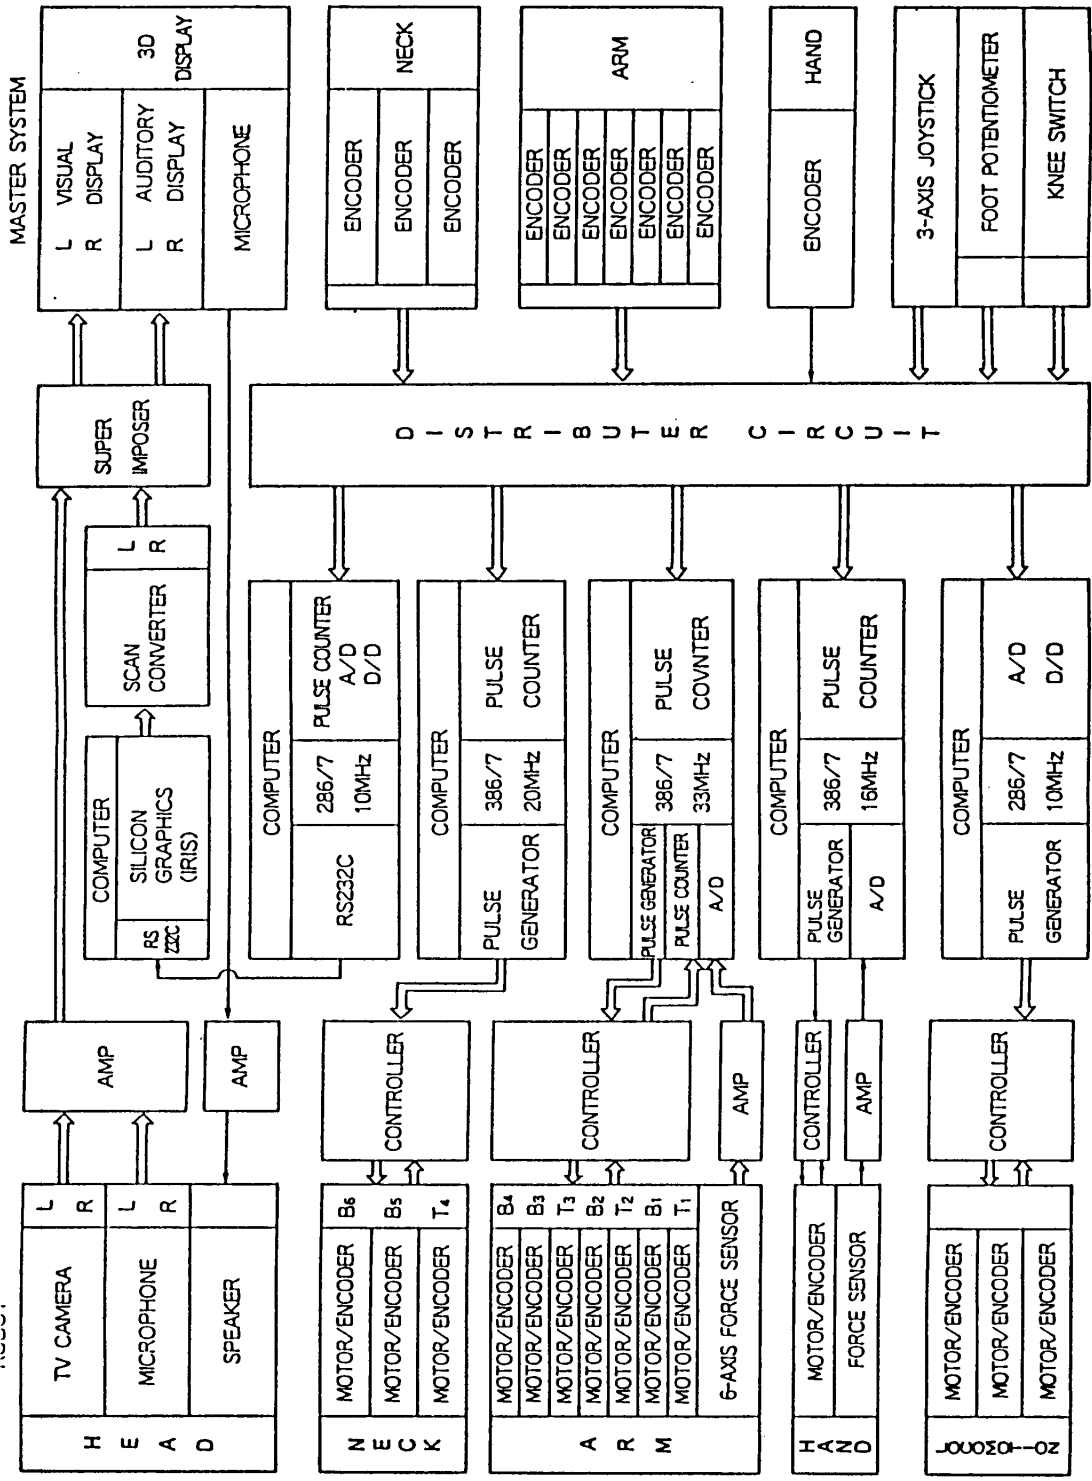 MASTER SYSTEM
L VISUAL
R DISPLAY
L AUDITORY
R DISPLAY
3D
DISPLAY
MICROPHONE
NECK
ENCODER
ENCODER
ENCODER
ARM
ENCODER
ENCODER
ENCODER
ENCODER
ENCODER
ENCODER
ENCODER
HAND
ENCODER
3-AXIS JOYSTICK
FOOT POTENTIOMETER
KNEE SWITCH
SUPER
IMPOSER
DISTRIBUTER CIRCUIT
L
R
SCAN
CONVERTER
COMPUTER
SILICON
GRAPHICS
(IRIS)
RS
232C
COMPUTER
RS232C
286/7
10MHz
PULSE COUNTER
A/D
D/D
COMPUTER
PULSE
GENERATOR
386/7
20MHz
PULSE
COUNTER
COMPUTER
PULSE GENERATOR
PULSE COUNTER
A/D
386/7
33MHz
PULSE
COVNTER
COMPUTER
PULSE
GENERATOR
A/D
386/7
16MHz
PULSE
COUNTER
COMPUTER
PULSE
GENERATOR
286/7
10MHz
A/D
D/D
AMP
AMP
CONTROLLER
CONTROLLER
AMP
CONTROLLER
AMP
CONTROLLER
HEAD
TV CAMERA
L
R
MICROPHONE
L
R
SPEAKER
NECK
MOTOR/ENCODER B6
MOTOR/ENCODER B5
MOTOR/ENCODER T4
ARM
MOTOR/ENCODER B4
MOTOR/ENCODER B3
MOTOR/ENCODER T3
MOTOR/ENCODER B2
MOTOR/ENCODER T2
MOTOR/ENCODER B1
MOTOR/ENCODER T1
6-AXIS FORCE SENSOR
HAND
MOTOR/ENCODER
FORCE SENSOR
LOCOMOTION
MOTOR/ENCODER
MOTOR/ENCODER
MOTOR/ENCODER